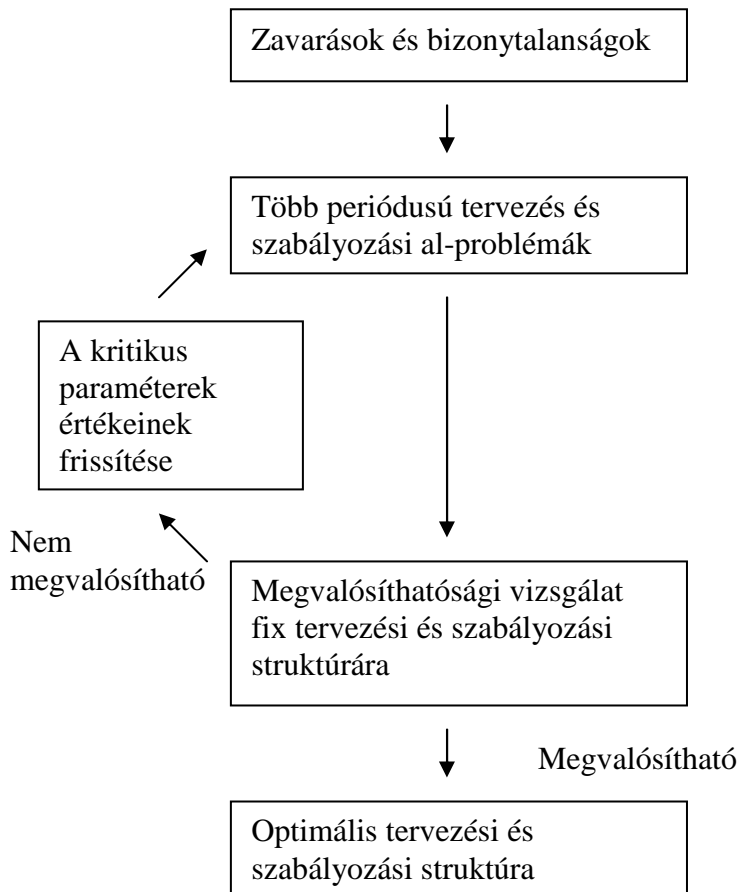 Zavarások és bizonytalanságok
Több periódusú tervezés és
szabályozási al-problémák
A kritikus
paraméterek
értékeinek
frissítése
Nem
megvalósítható
Megvalósíthatósági vizsgálat
fix tervezési és szabályozási
struktúrára
Megvalósítható
Optimális tervezési és
szabályozási struktúra